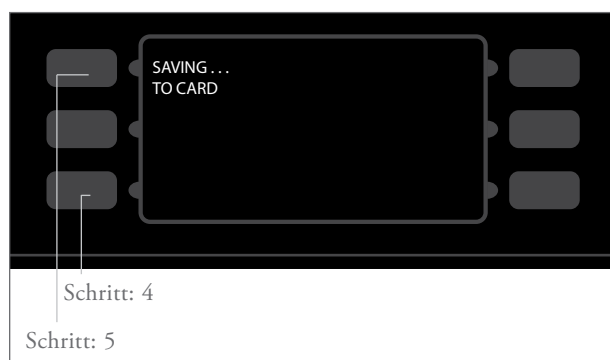 SAVING . . .
TO CARD
Schritt: 4
Schritt: 5